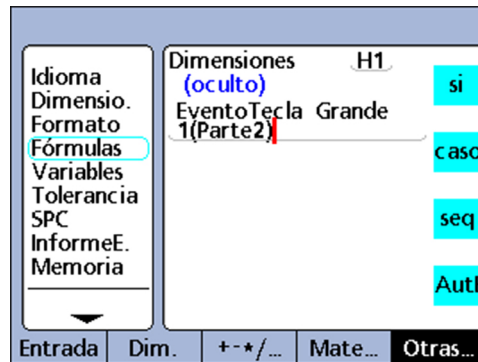 Idioma
Dimensio.
Formato
Fórmulas
Variables
Tolerancia
SPC
InformeE.
Memoria
Dimensiones H1
(oculto)
EventoTecla Grande
1(Parte2)
si
caso
seq
Entrada Dim. +-*/... Mate... Otras...